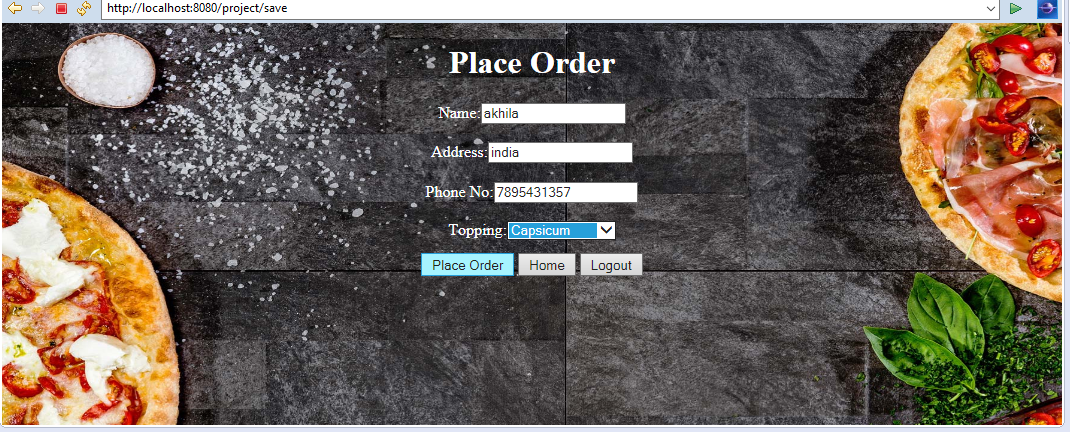 http://localhost:8080/project/save
Place Order
Name: akhila
Address: india
Phone No: 7895431357
Topping: Capsicum
Place Order Home Logout